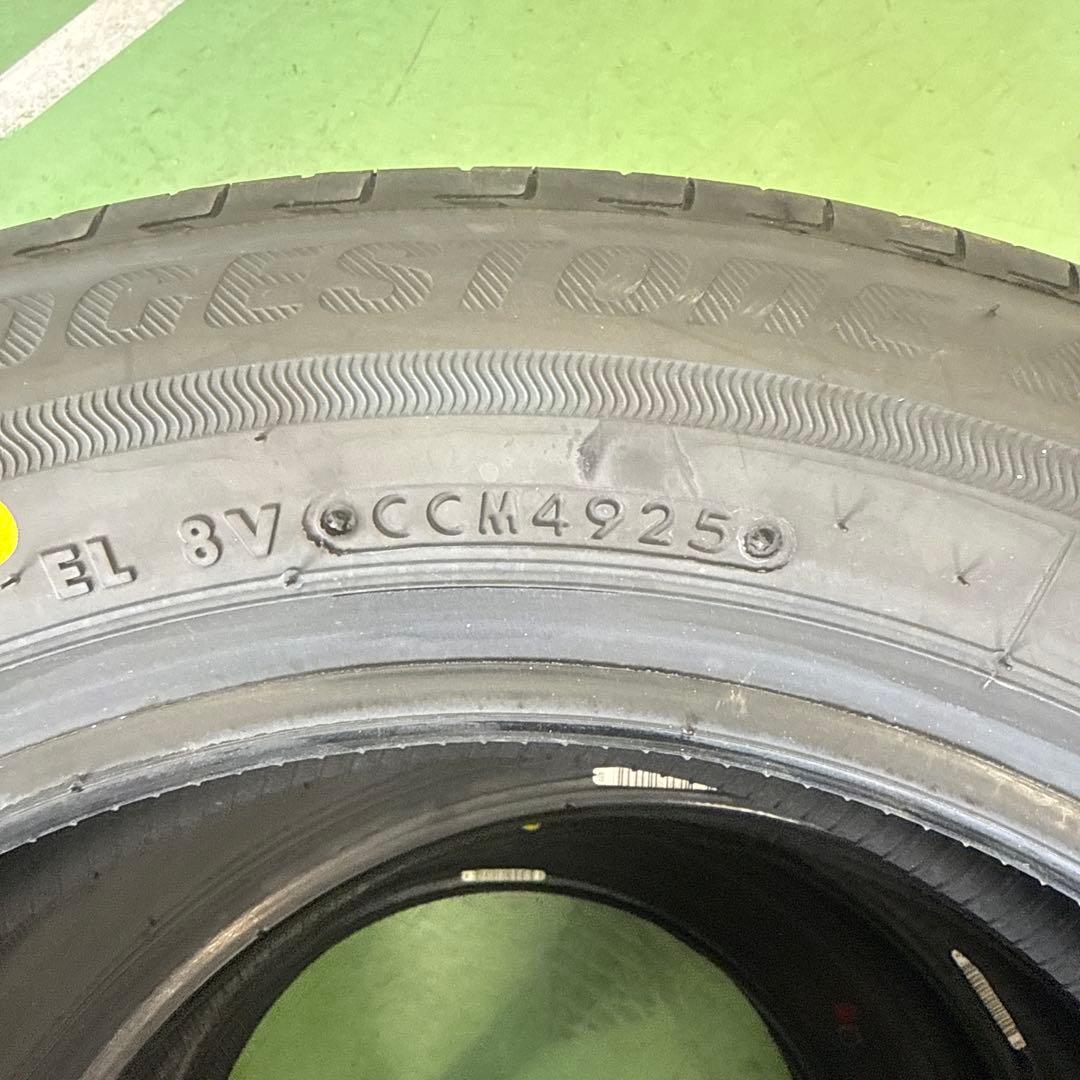 DGESTONE
EL 8V CCM4925